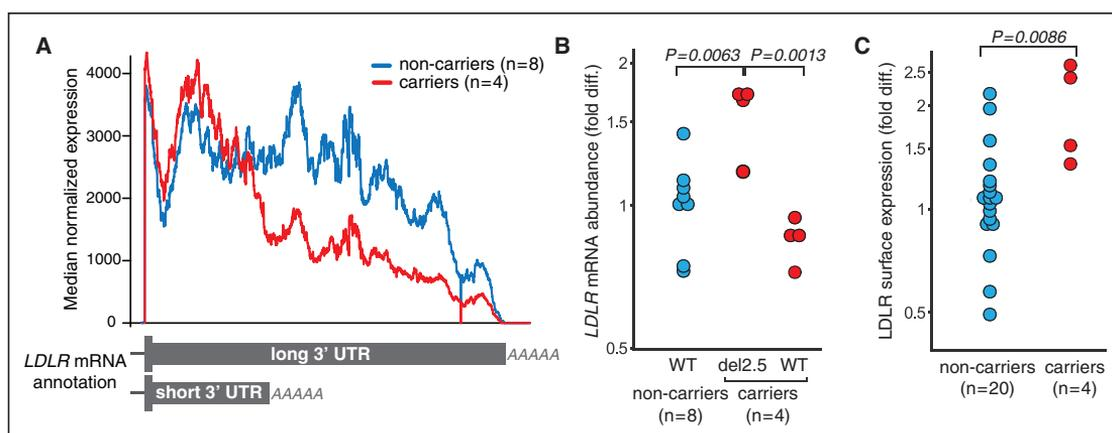 A
Median normalized expression
4000
3000
2000
1000
0
non-carriers (n=8)
carriers (n=4)
LDLR mRNA
annotation
long 3' UTR
AAAAA
short 3' UTR
AAAAA
B
LDLR mRNA abundance (fold diff.)
2
1.5
1
0.5
P=0.0063
P=0.0013
WT
del2.5
WT
non-carriers
(n=8)
carriers
(n=4)
C
LDLR surface expression (fold diff.)
2.5
2
1.5
1
0.5
P=0.0086
non-carriers
(n=20)
carriers
(n=4)